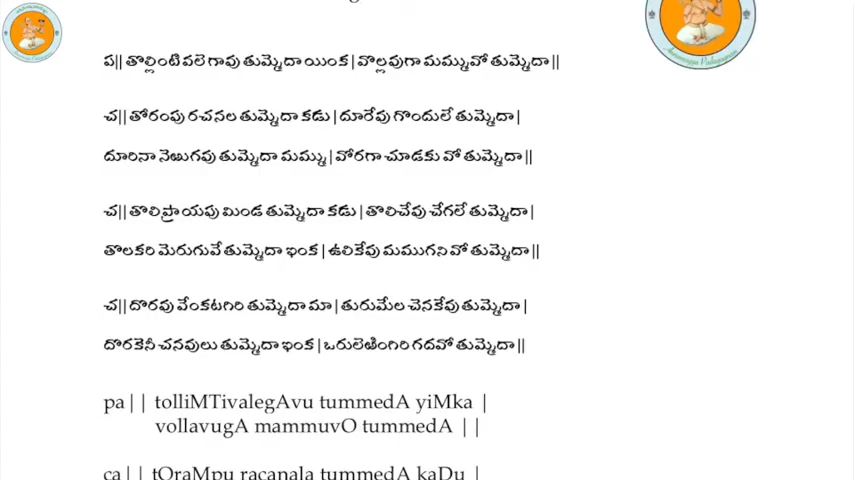 ప|| తొల్లింటివలెగావు తుమ్మెదా యింక | వొల్లవుగా మమ్మువో తుమ్మెదా ||
చ|| తోరంపు రచనల తుమ్మెదా కడు | దూరేవు గొందులే తుమ్మెదా |
దూరినా నెఱుగవు తుమ్మెదా మమ్ము | వోరగా చూడకు వో తుమ్మెదా ||
చ|| తొలిప్రాయపు మిండ తుమ్మెదా కడు | తొలిచేవు చేగలే తుమ్మెదా |
తొలకరి మెరుగువే తుమ్మెదా ఇంక | ఉలికేవు మముగని వో తుమ్మెదా ||
చ|| దొరవు వేంకటగిరి తుమ్మెదా మా | తురుమేల చెనకేవు తుమ్మెదా |
దొరకెనీ చనవులు తుమ్మెదా ఇంక | ఒరులెఱింగిరి గదవో తుమ్మెదా ||
pa|| tolliMTivalegAvu tummedA yiMka |
vollavugA mammuvO tummedA ||
ca|| tOraMpu racanala tummedA kaDu |